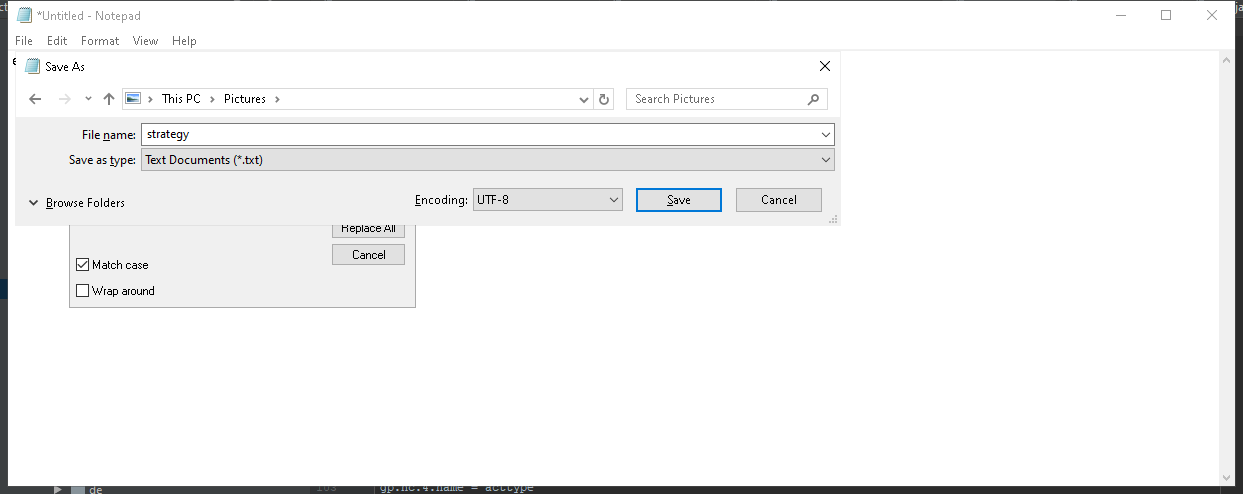 *Untitled - Notepad
File Edit Format View Help
Save As
This PC Pictures
Search Pictures
File name: strategy
Save as type: Text Documents (*.txt)
Browse Folders
Encoding: UTF-8
Save
Cancel
Replace All
Cancel
Match case
Wrap around
de
gp.nc.4.name = acttype